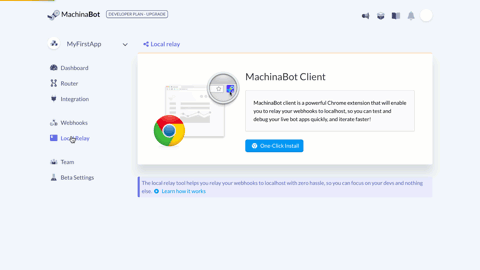 MachinaBot
DEVELOPER PLAN - UPGRADE
MyFirstApp
Local relay
Dashboard
Router
Integration
Webhooks
Local Relay
Team
Beta Settings
MachinaBot Client
MachinaBot client is a powerful Chrome extension that will enable
you to relay your webhooks to localhost, so you can test and
debug your live bot apps quickly, and iterate faster!
One-Click Install
The local relay tool helps you relay your webhooks to localhost with zero hassle, so you can focus on your devs and nothing
else. Learn how it works